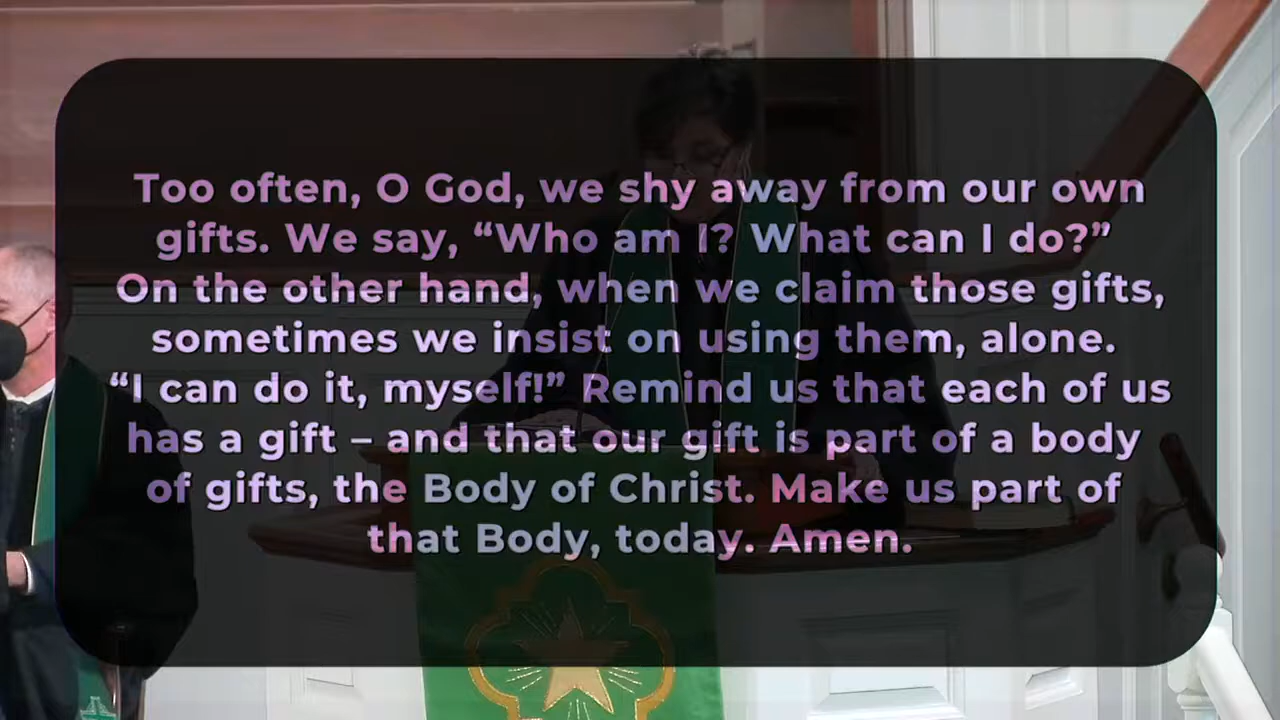 Too often, O God, we shy away from our own
gifts. We say, “Who am I? What can I do?”
On the other hand, when we claim those gifts,
sometimes we insist on using them, alone.
“I can do it, myself!” Remind us that each of us
has a gift – and that our gift is part of a body
of gifts, the Body of Christ. Make us part of
that Body, today. Amen.